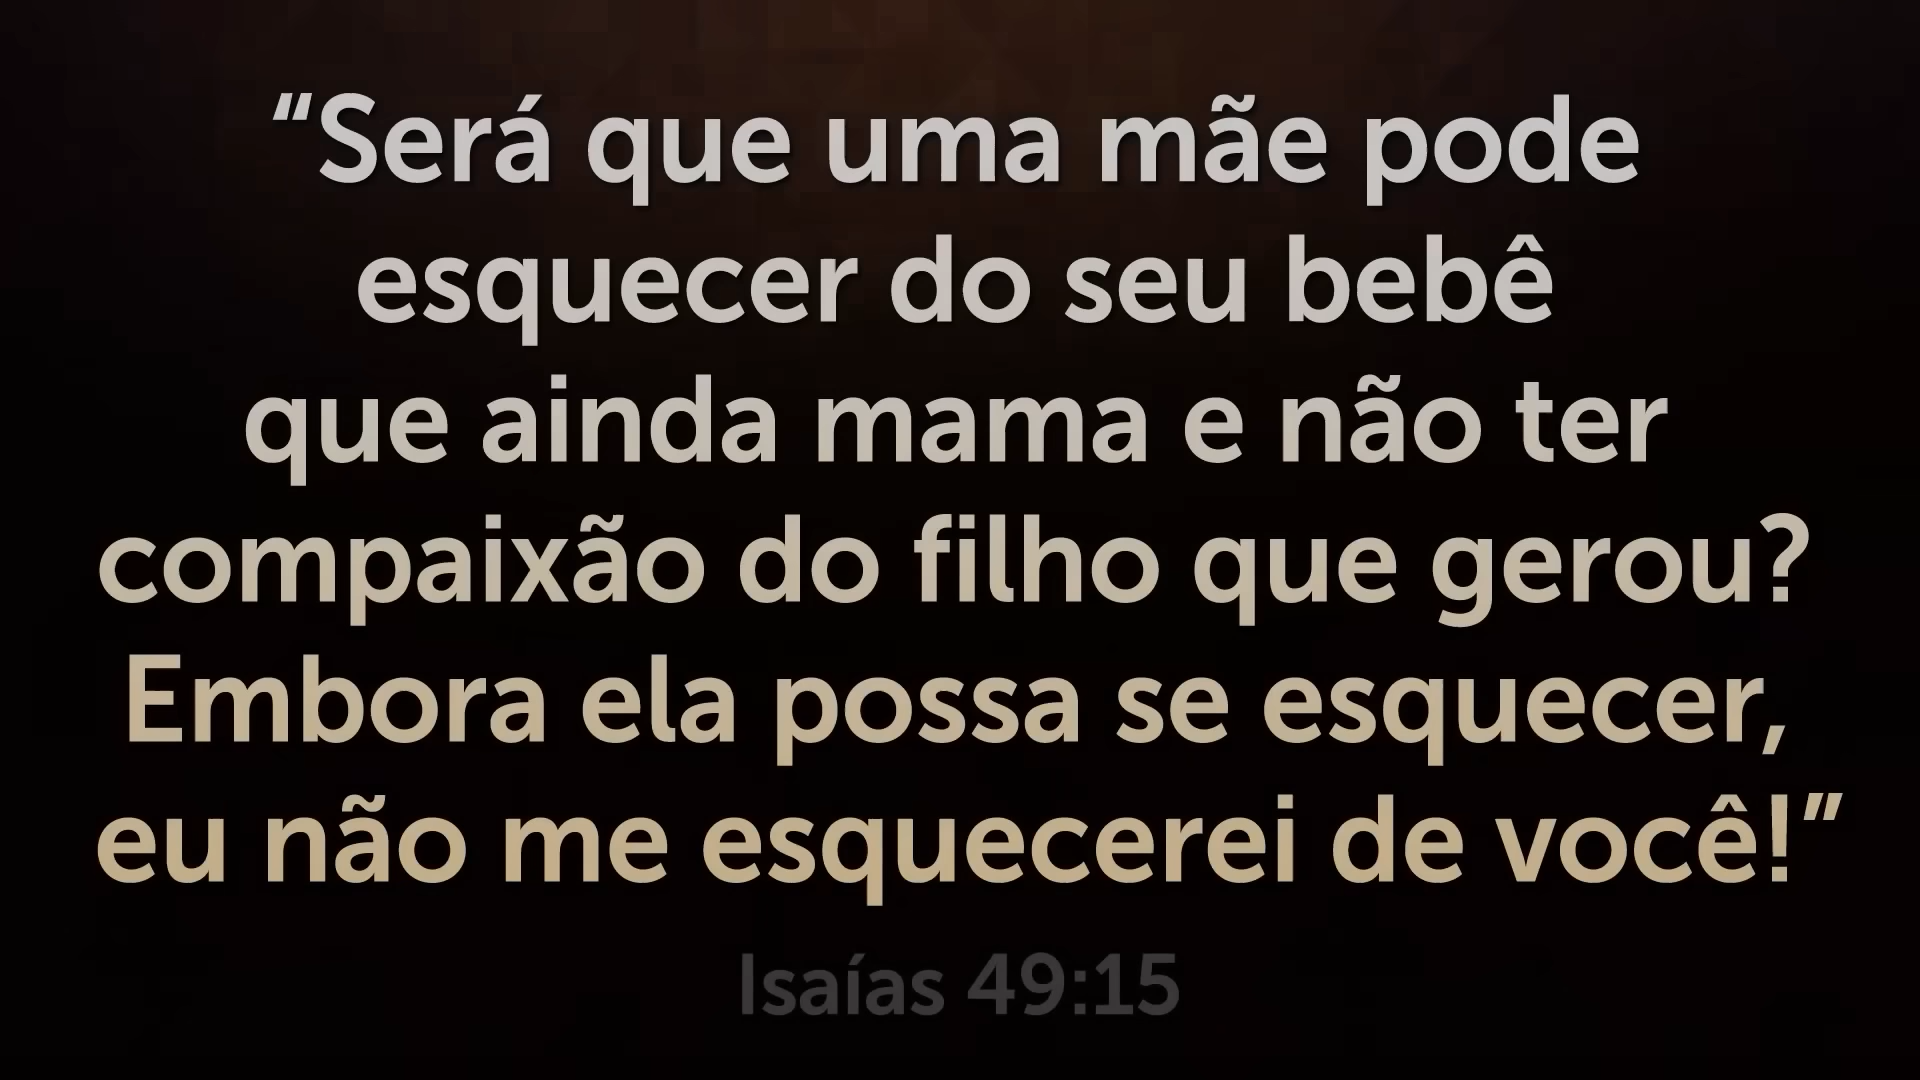 “Será que uma mãe pode
esquecer do seu bebê
que ainda mama e não ter
compaixão do filho que gerou?
Embora ela possa se esquecer,
eu não me esquecerei de você!”
Isaías 49:15